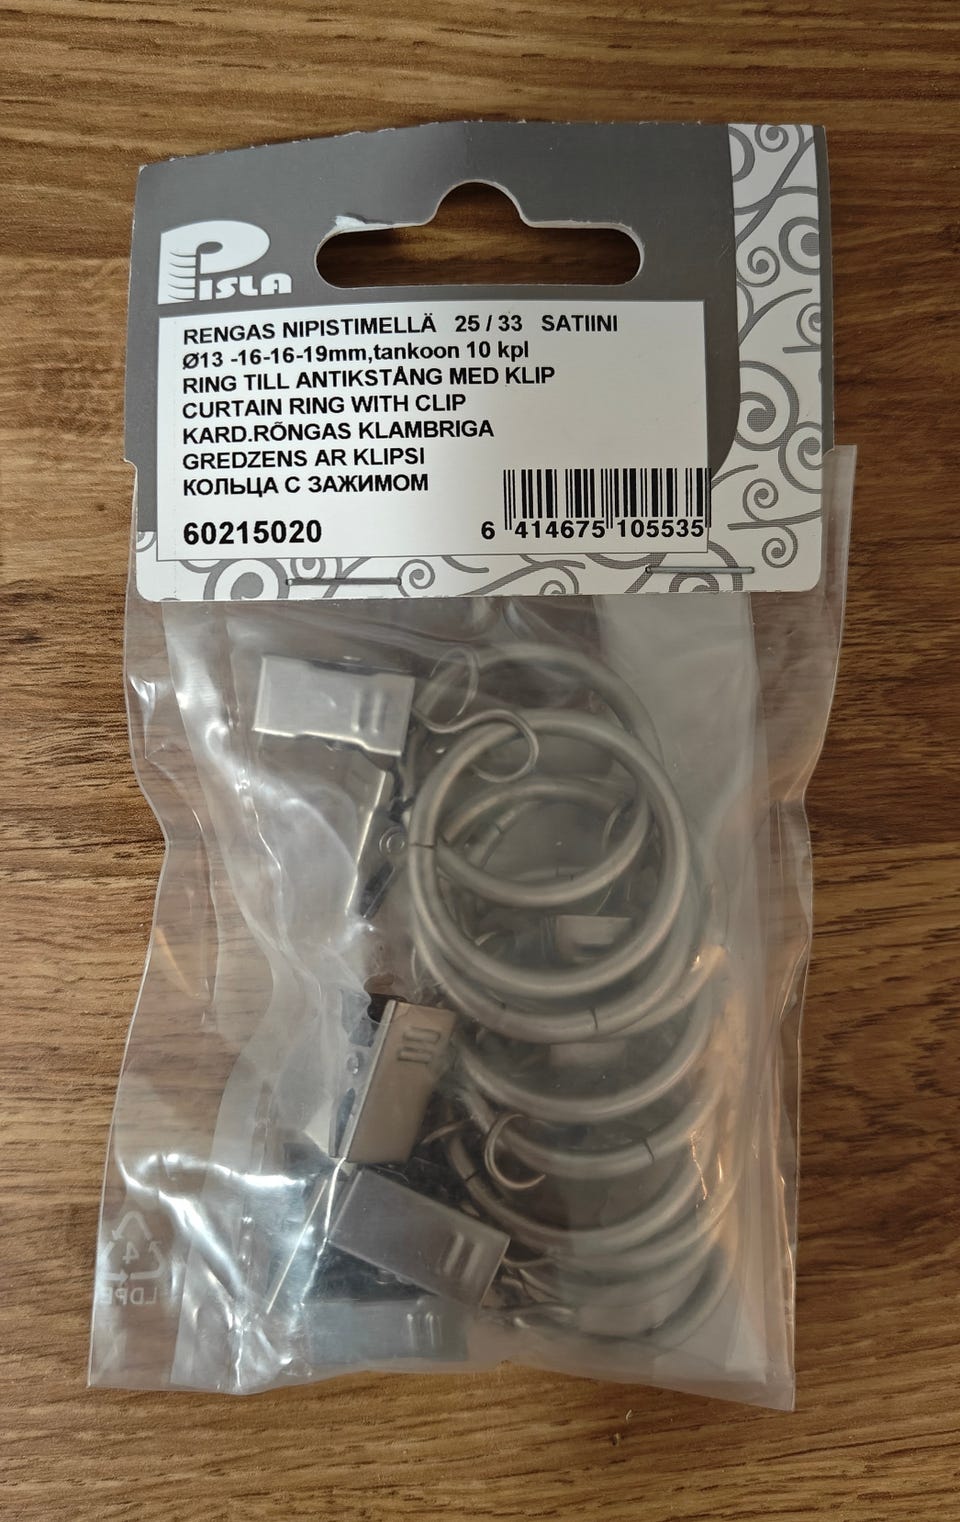 PISLA
RENGAS NIPISTIMELLÄ 25 / 33 SATIINI
Ø13 -16-16-19mm,tankoon 10 kpl
RING TILL ANTIKSTÅNG MED KLIP
CURTAIN RING WITH CLIP
KARD.RÕNGAS KLAMBRIGA
GREDZENS AR KLIPSI
КОЛЬЦА С ЗАЖИМОМ
60215020
6 414675 105535
4
LDPE